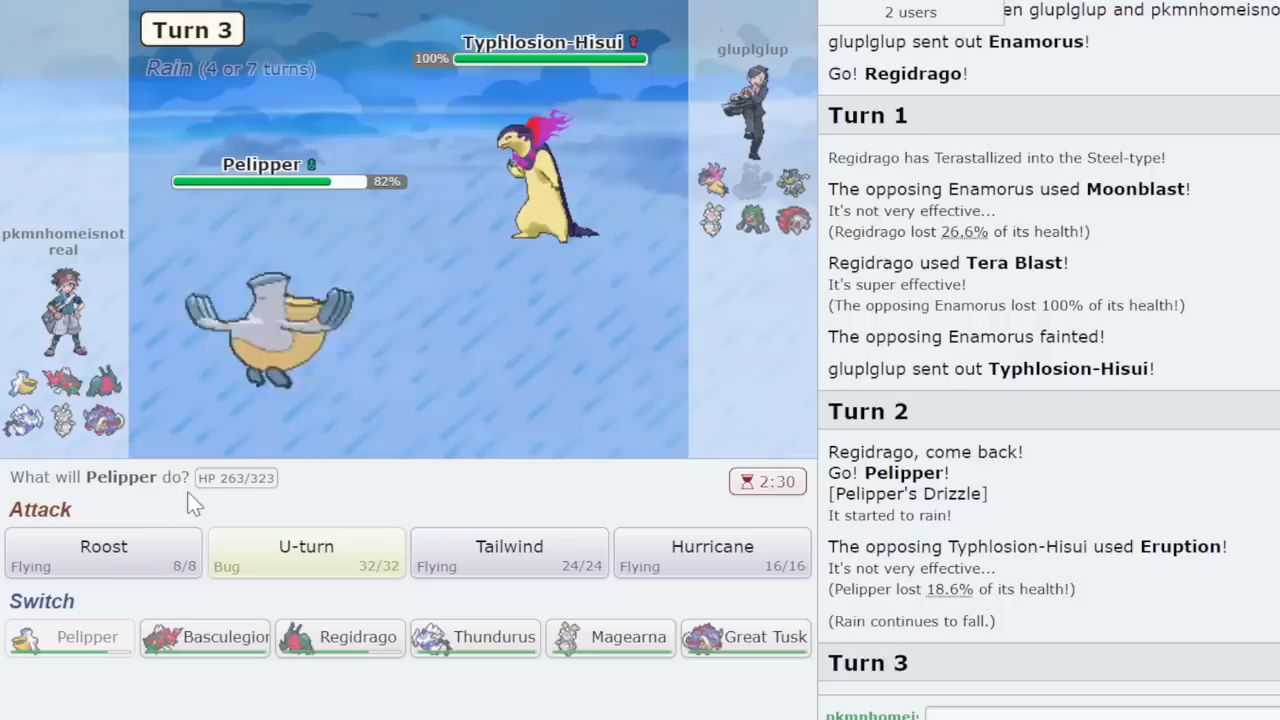 Turn 3
Rain (4 or 7 turns)
Typhlosion-Hisui
100%
Pelipper
82%
gluplglup
pkmnhomeisnot
real
What will Pelipper do? HP 263/323
2:30
Attack
Roost
Flying 8/8
U-turn
Bug 32/32
Tailwind
Flying 24/24
Hurricane
Flying 16/16
Switch
Pelipper
Basculegion
Regidrago
Thundurus
Magearna
Great Tusk
2 users
en gluplglup and pkmnhomeisno
gluplglup sent out Enamorus!
Go! Regidrago!
Turn 1
Regidrago has Terastallized into the Steel-type!
The opposing Enamorus used Moonblast!
It's not very effective...
(Regidrago lost 26.6% of its health!)
Regidrago used Tera Blast!
It's super effective!
(The opposing Enamorus lost 100% of its health!)
The opposing Enamorus fainted!
gluplglup sent out Typhlosion-Hisui!
Turn 2
Regidrago, come back!
Go! Pelipper!
[Pelipper's Drizzle]
It started to rain!
The opposing Typhlosion-Hisui used Eruption!
It's not very effective...
(Pelipper lost 18.6% of its health!)
(Rain continues to fall.)
Turn 3
pkmnhomei